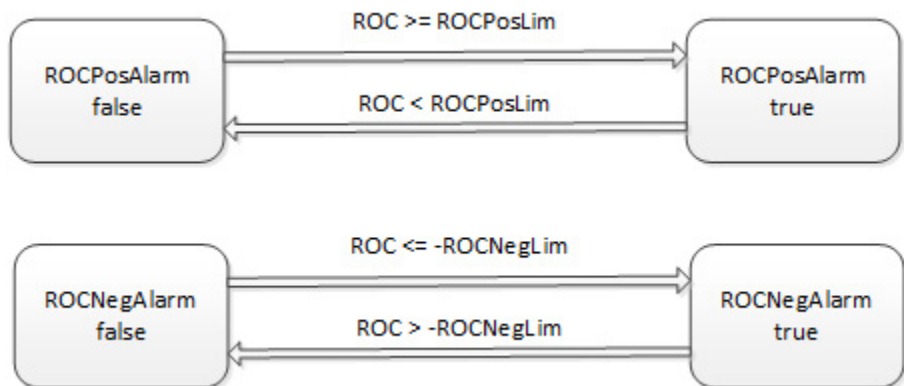 ROC >= ROCPosLim
ROCPosAlarm
false
ROCPosAlarm
true
ROC < ROCPosLim
ROC <= -ROCNegLim
ROCNegAlarm
false
ROCNegAlarm
true
ROC > -ROCNegLim